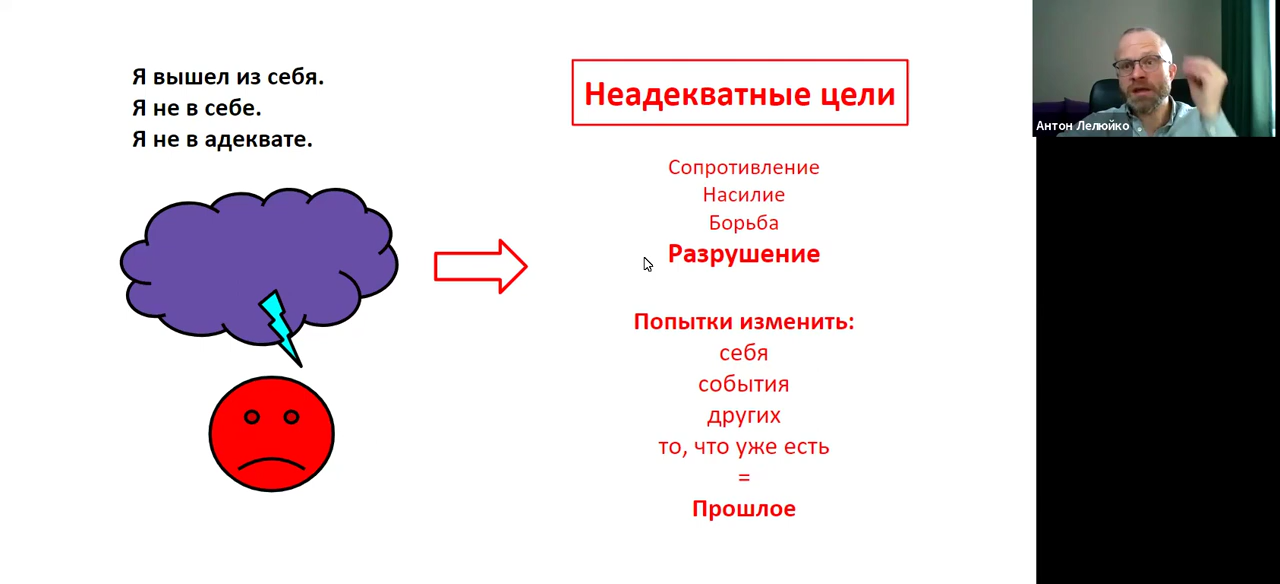 Я вышел из себя.
Я не в себе.
Я не в адеквате.
Неадекватные цели
Сопротивление
Насилие
Борьба
Разрушение
Попытки изменить:
себя
события
других
то, что уже есть
=
Прошлое
Антон Лелюйко